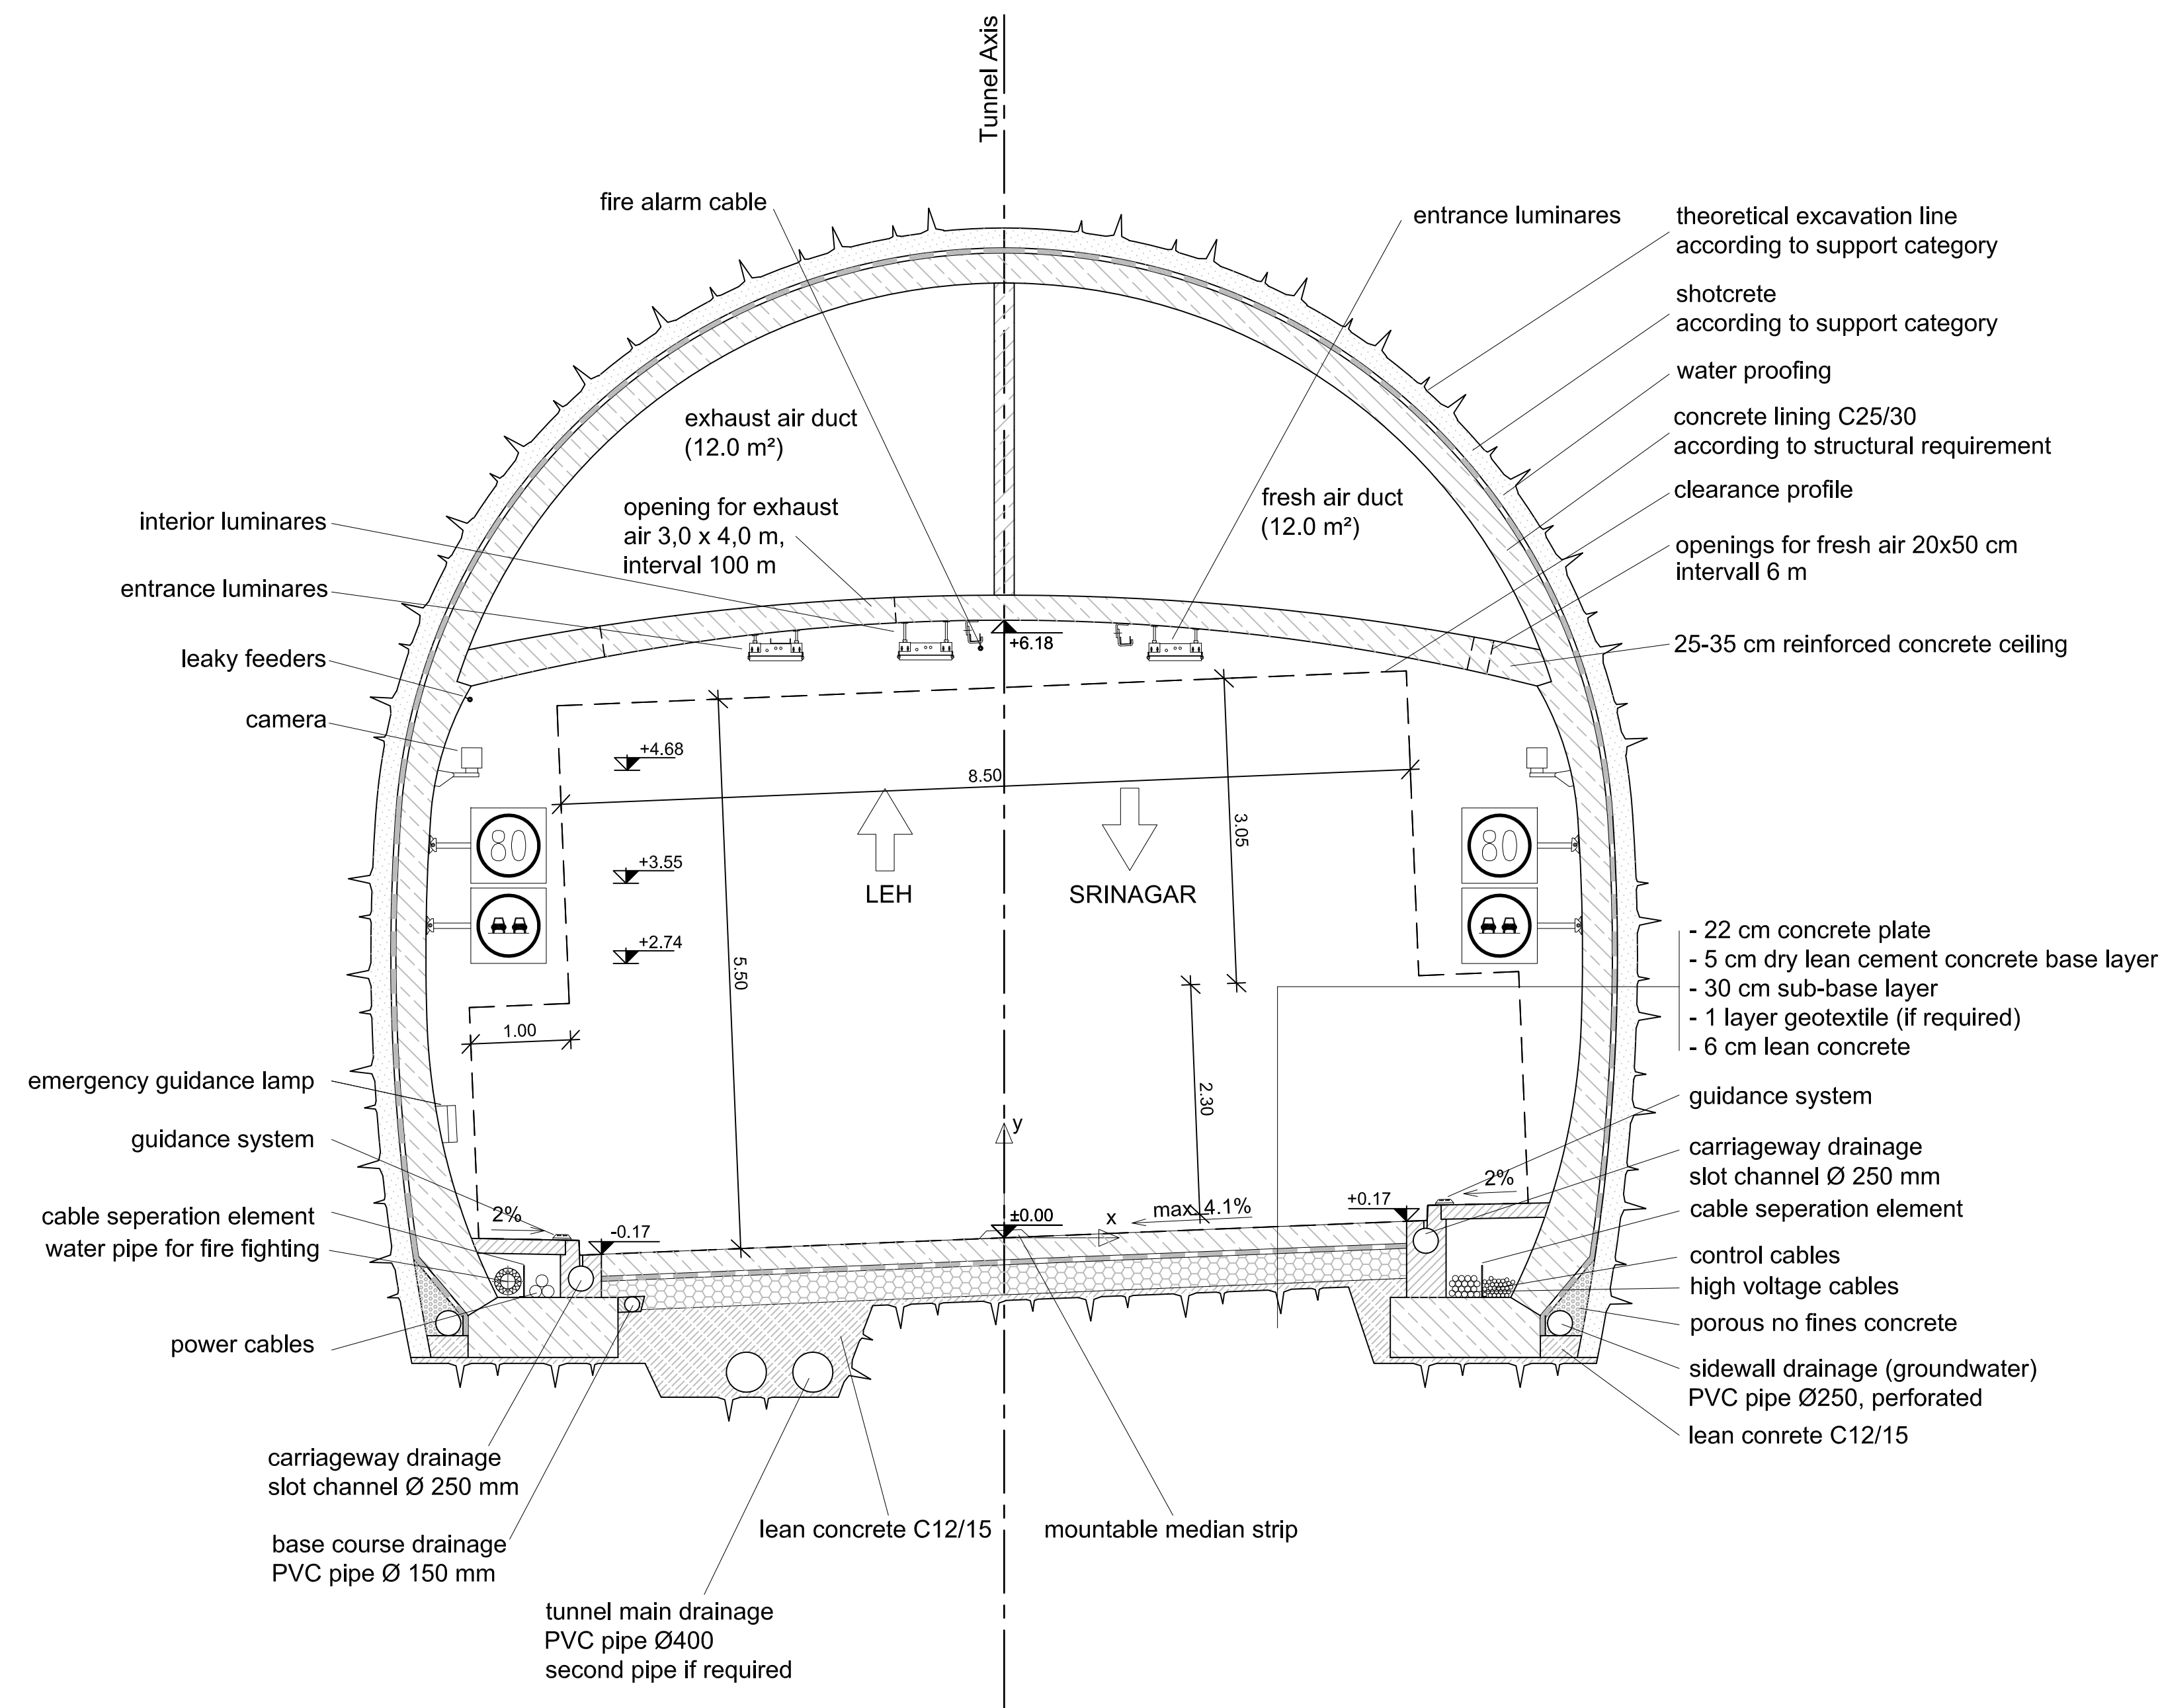 Tunnel Axis
fire alarm cable
entrance luminares
theoretical excavation line
according to support category
shotcrete
according to support category
water proofing
concrete lining C25/30
according to structural requirement
clearance profile
openings for fresh air 20x50 cm
intervall 6 m
25-35 cm reinforced concrete ceiling
exhaust air duct
(12.0 m²)
opening for exhaust
air 3,0 x 4,0 m,
interval 100 m
fresh air duct
(12.0 m²)
interior luminares
entrance luminares
leaky feeders
camera
+6.18
+4.68
8.50
3.05
80
80
+3.55
LEH
SRINAGAR
+2.74
5.50
1.00
2.30
- 22 cm concrete plate
- 5 cm dry lean cement concrete base layer
- 30 cm sub-base layer
- 1 layer geotextile (if required)
- 6 cm lean concrete
emergency guidance lamp
guidance system
cable seperation element
water pipe for fire fighting
power cables
2%
-0.17
±0.00
y
x
max. 4.1%
+0.17
2%
guidance system
carriageway drainage
slot channel Ø 250 mm
cable seperation element
control cables
high voltage cables
porous no fines concrete
sidewall drainage (groundwater)
PVC pipe Ø250, perforated
lean conrete C12/15
carriageway drainage
slot channel Ø 250 mm
base course drainage
PVC pipe Ø 150 mm
lean concrete C12/15
mountable median strip
tunnel main drainage
PVC pipe Ø400
second pipe if required